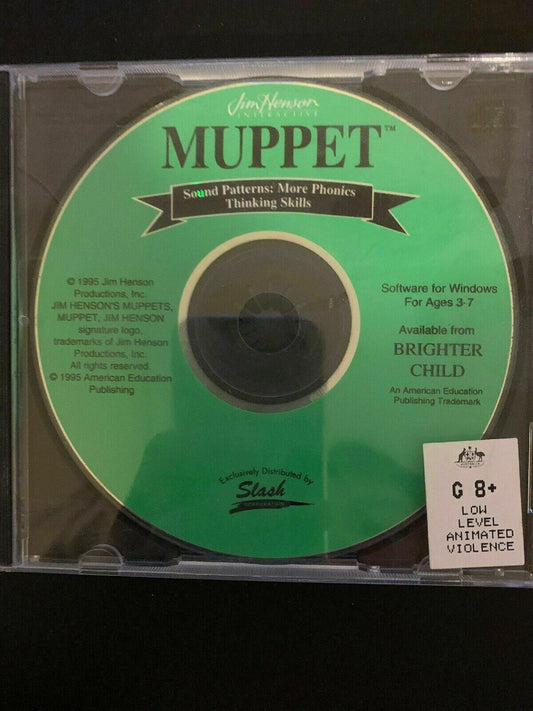 Jim Henson
INTERACTIVE
MUPPET™
Sound Patterns: More Phonics
Thinking Skills
© 1995 Jim Henson
Productions, Inc.
JIM HENSON'S MUPPETS,
MUPPET, JIM HENSON
signature logo,
trademarks of Jim Henson
Productions, Inc.
All rights reserved.
© 1995 American Education
Publishing
Software for Windows
For Ages 3-7
Available from
BRIGHTER
CHILD
An American Education
Publishing Trademark
Exclusively Distributed by
Slash
CORPORATION
AUSTRALIA
G 8+
LOW
LEVEL
ANIMATED
VIOLENCE